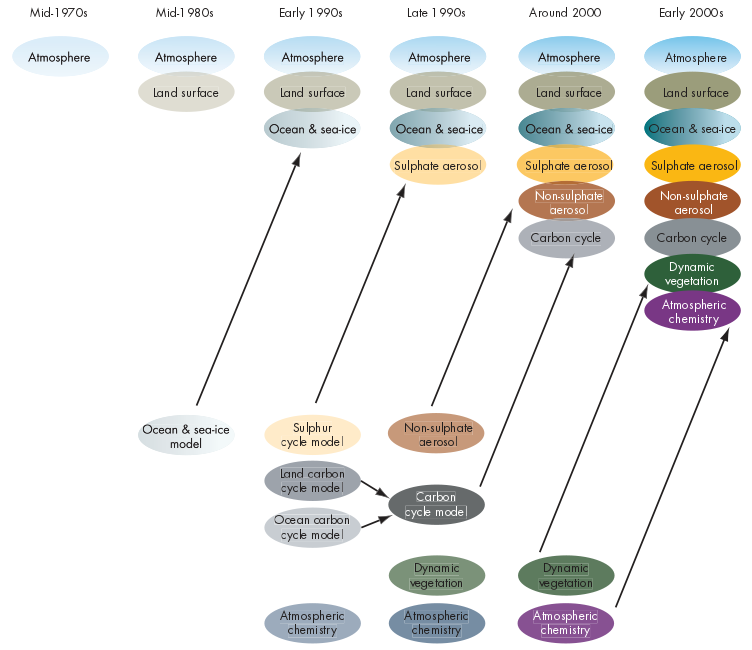 Mid-1970s Mid-1980s Early 1990s Late 1990s Around 2000 Early 2000s
Atmosphere Atmosphere Atmosphere Atmosphere Atmosphere Atmosphere
Land surface Land surface Land surface Land surface Land surface
Ocean & sea-ice Ocean & sea-ice Ocean & sea-ice Ocean & sea-ice
Sulphate aerosol Sulphate aerosol Sulphate aerosol
Non-sulphate Non-sulphate
aerosol aerosol
Carbon cycle Carbon cycle
Dynamic
vegetation
Atmospheric
chemistry
Ocean & sea-ice Sulphur Non-sulphate
model cycle model aerosol
Land carbon
cycle model
Carbon
cycle model
Ocean carbon
cycle model
Dynamic Dynamic
vegetation vegetation
Atmospheric Atmospheric Atmospheric
chemistry chemistry chemistry